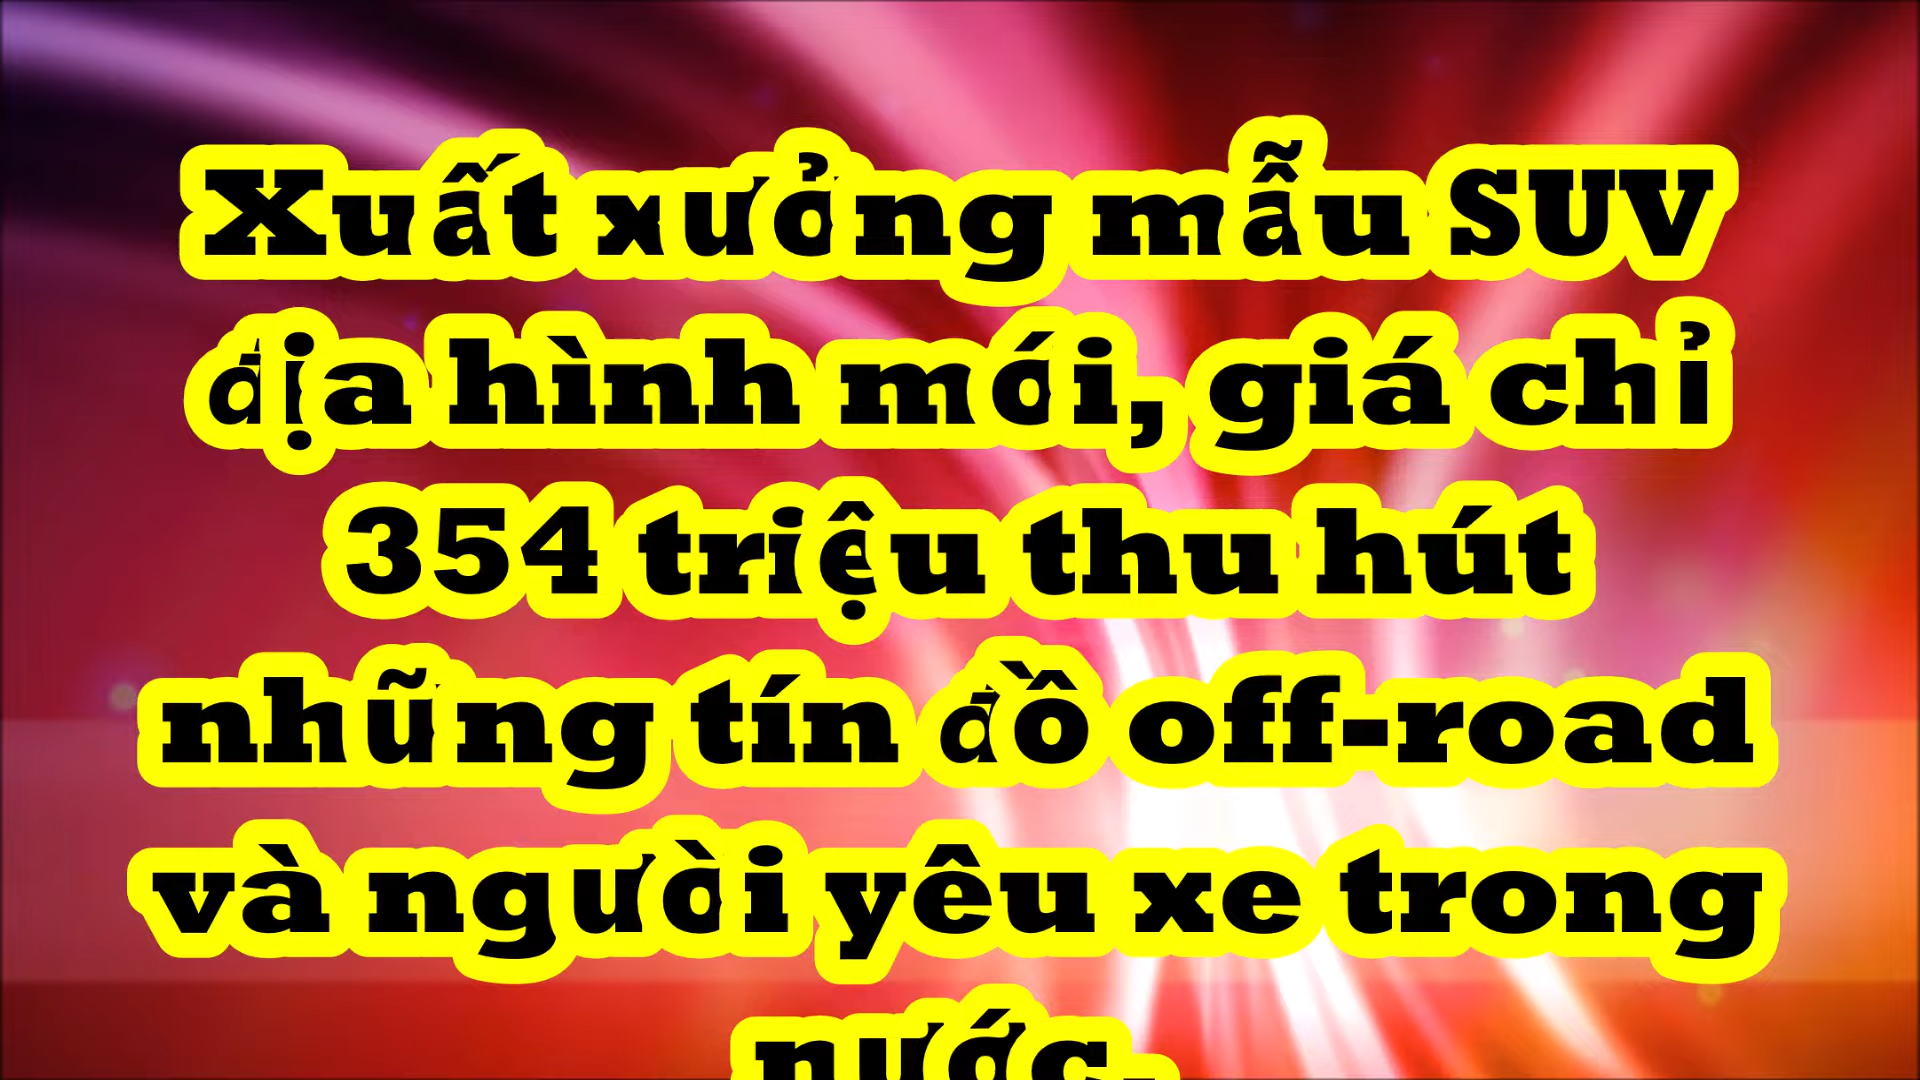 Xuất xưởng mẫu SUV
địa hình mới, giá chỉ
354 triệu thu hút
những tín đồ off-road
và người yêu xe trong
nước.